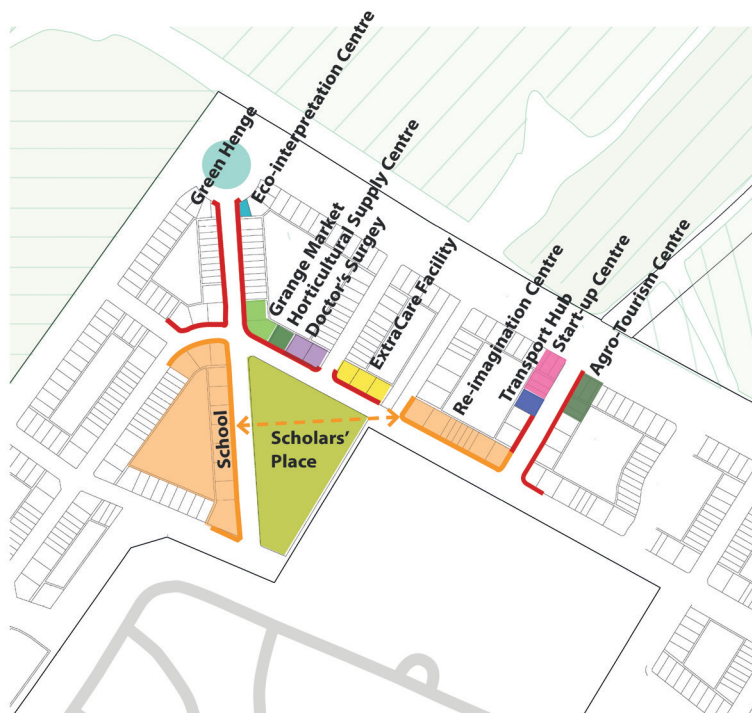 Green Henge
Eco-interpretation Centre
Grange Market
Horticultural Supply Centre
Doctor's Surgey
ExtraCare Facility
Re-imagination Centre
Transport Hub
Start-up Centre
Agro-Tourism Centre
School
Scholars'
Place